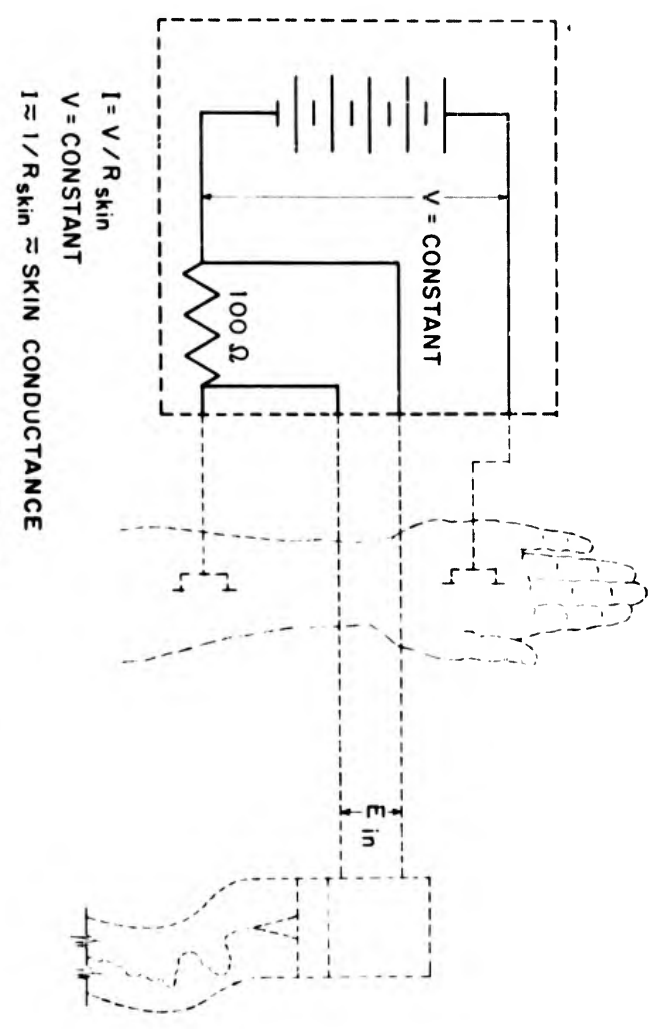 V = CONSTANT
100 Ω
E in
I = V / R skin
V = CONSTANT
I ≈ 1 / R skin ≈ SKIN CONDUCTANCE